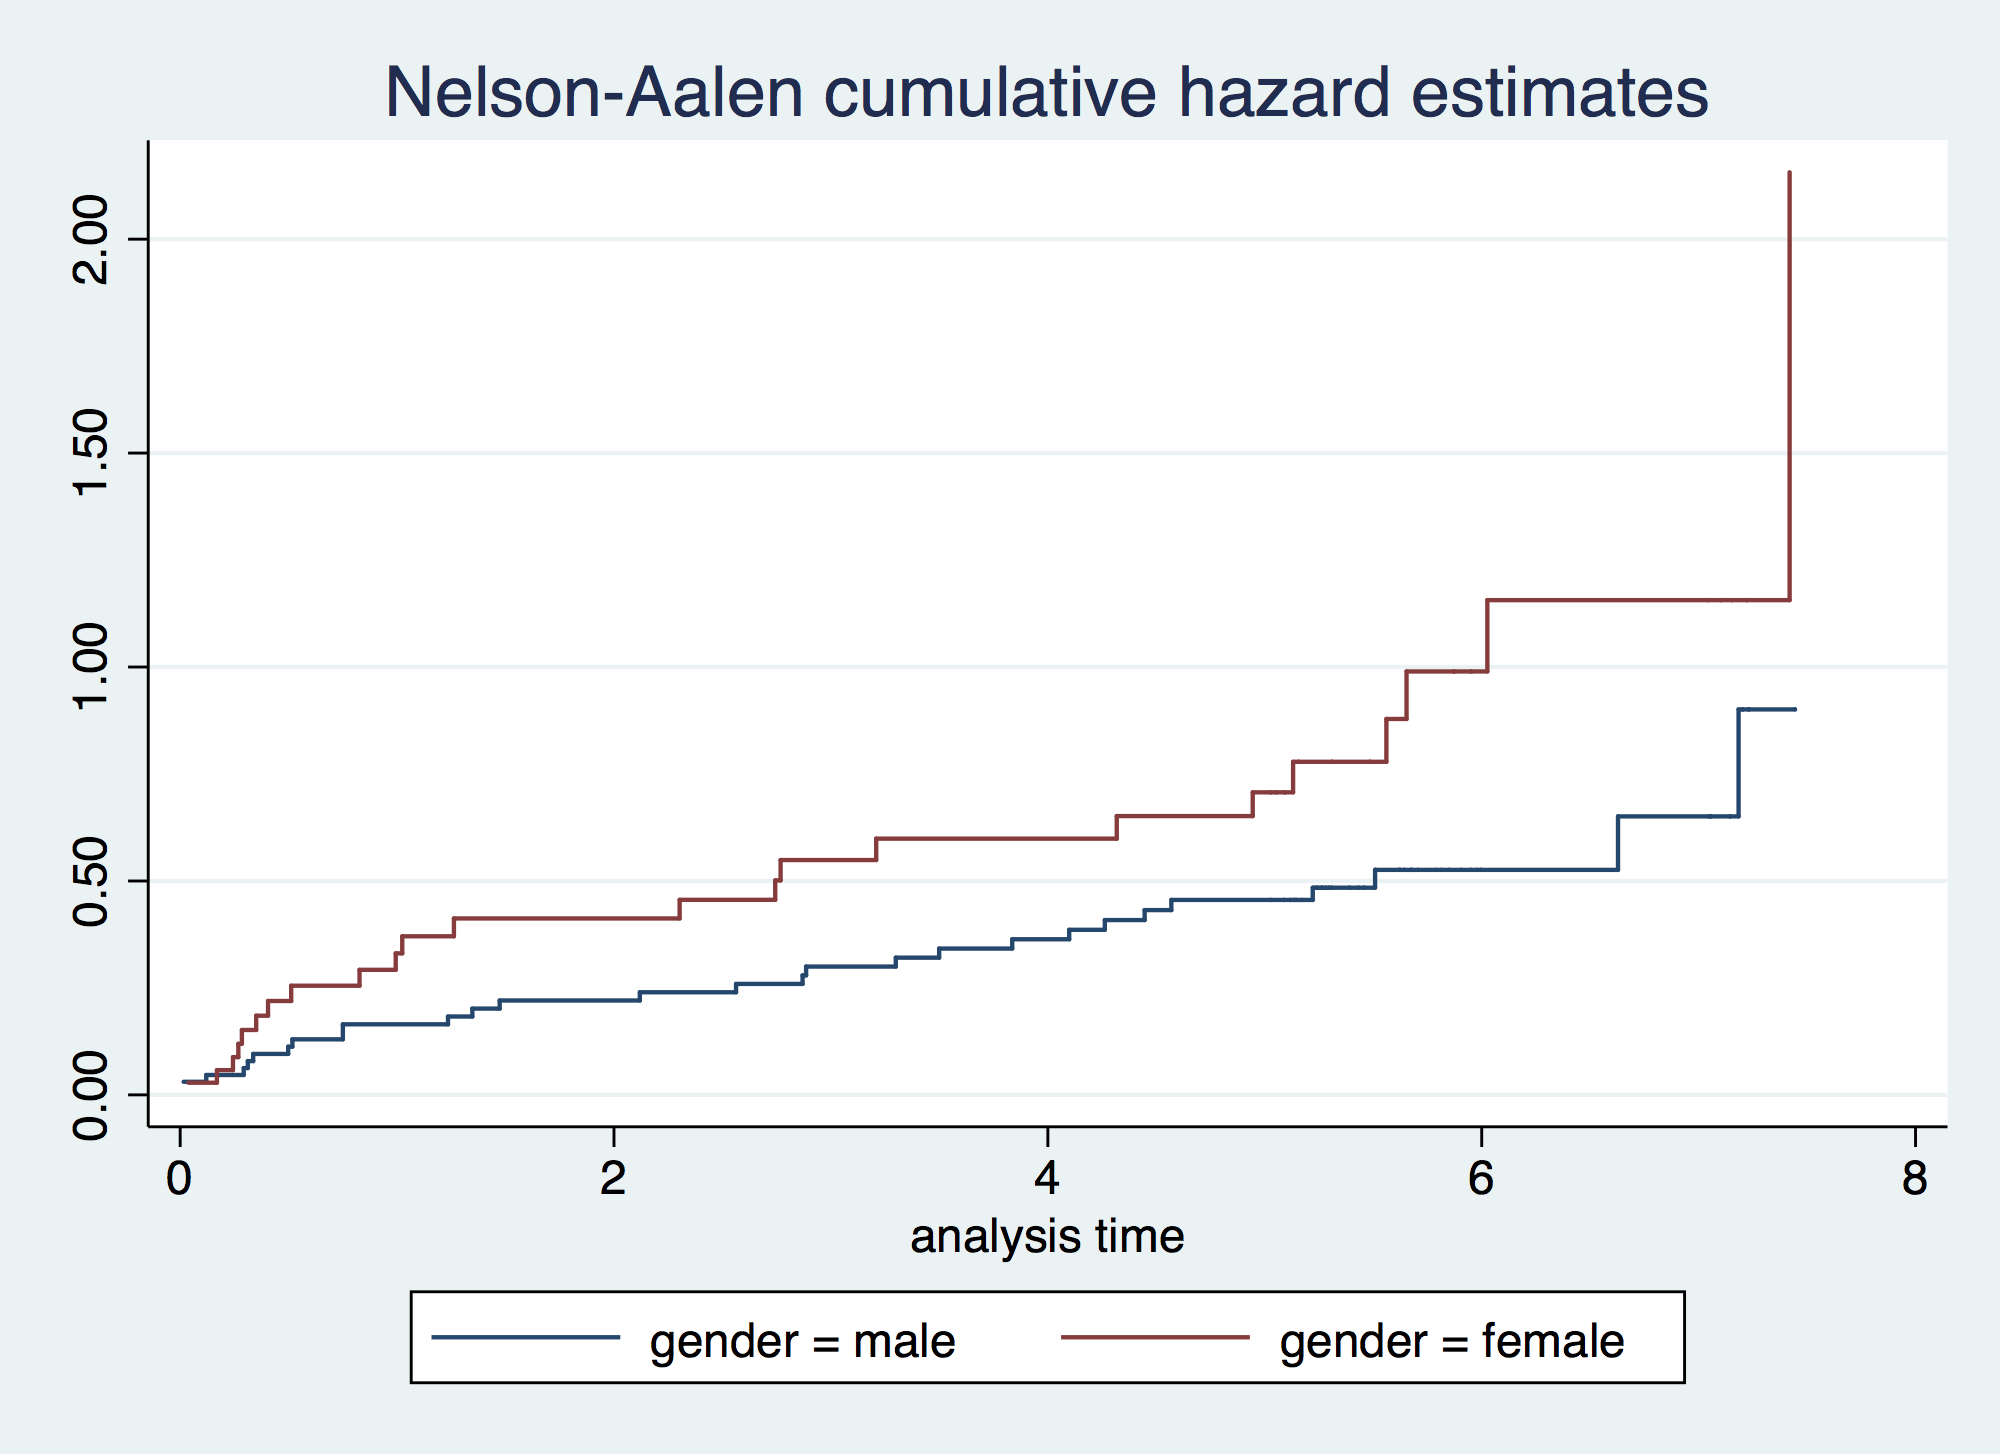 Nelson-Aalen cumulative hazard estimates
2.00
1.50
1.00
0.50
0.00
0 2 4 6 8
analysis time
gender = male gender = female